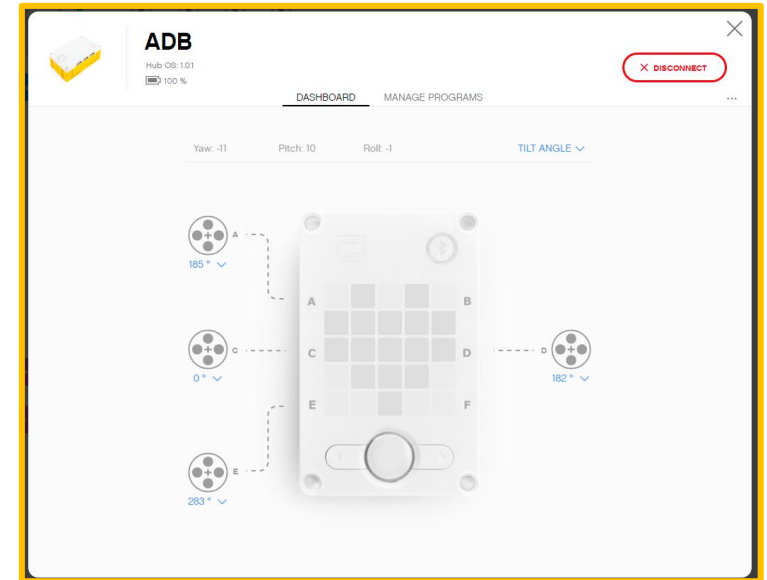 ADB
Hub OS: 1.0.1
100 %
X DISCONNECT
DASHBOARD MANAGE PROGRAMS
...
Yaw: -11 Pitch: 10 Roll: -1 TILT ANGLE
A
185 °
A B
C C D D
0 ° 182 °
E F
E
283 °